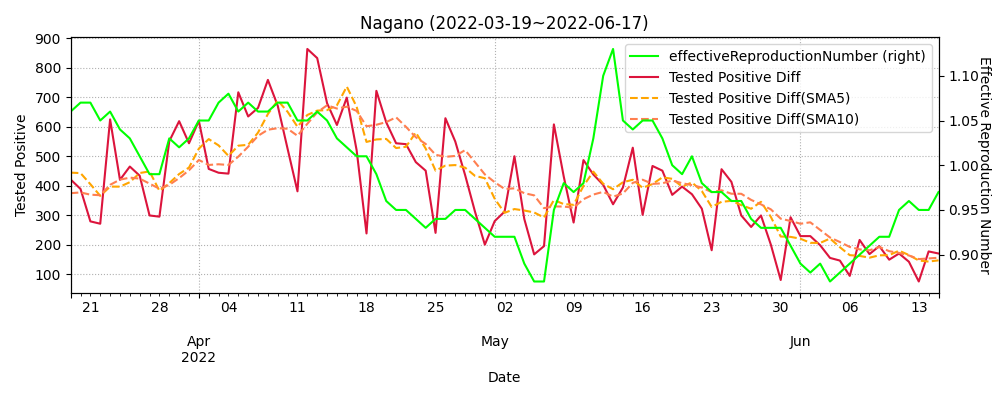 Nagano (2022-03-19~2022-06-17)
effectiveReproductionNumber (right)
Tested Positive Diff
Tested Positive Diff(SMA5)
Tested Positive Diff(SMA10)
Tested Positive
900
800
700
600
500
400
300
200
100
1.10
1.05
1.00
0.95
0.90
Effective Reproduction Number
21 28 04 11 18 25 02 09 16 23 30 06 13
Apr May Jun
2022
Date